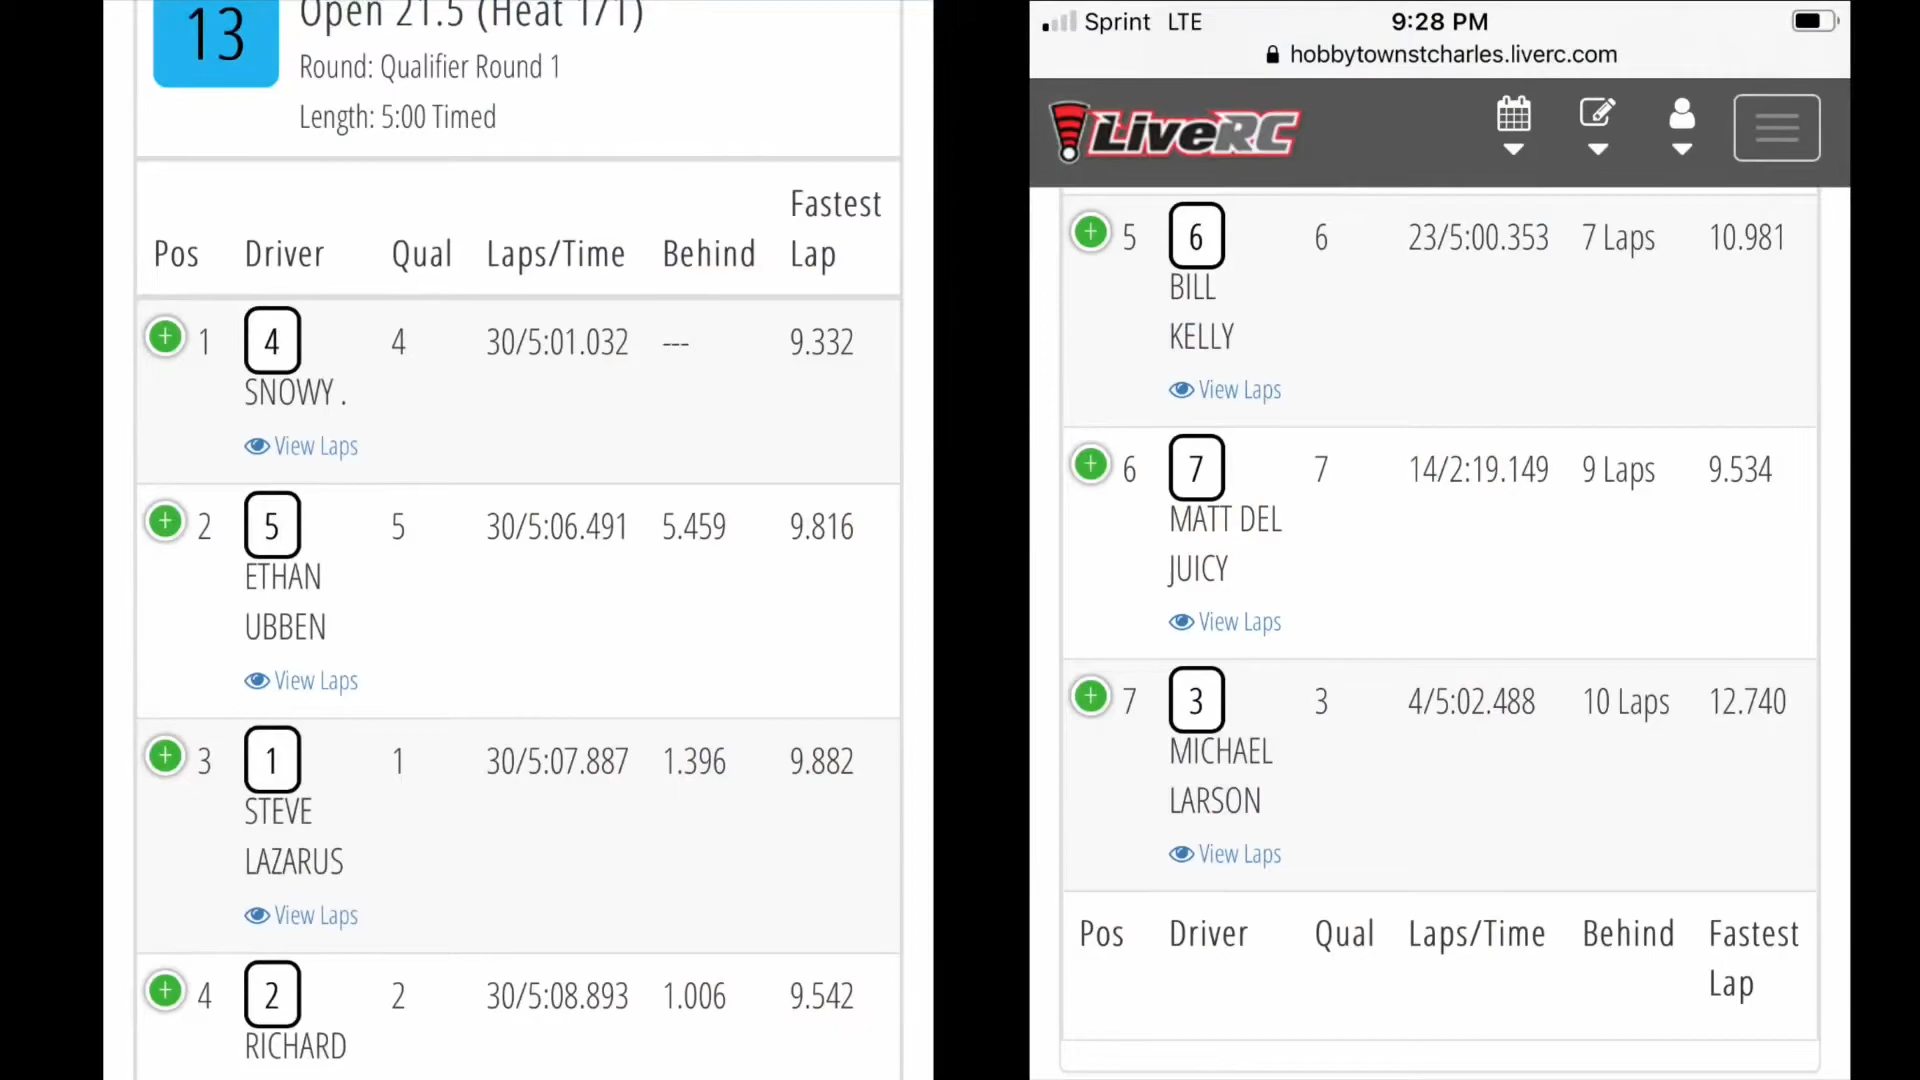 13
Open 21.5 (Heat 1/1)
Round: Qualifier Round 1
Length: 5:00 Timed
Pos Driver Qual Laps/Time Behind Fastest Lap
1 4 4 30/5:01.032 --- 9.332
SNOWY .
View Laps
2 5 5 30/5:06.491 5.459 9.816
ETHAN
UBBEN
View Laps
3 1 1 30/5:07.887 1.396 9.882
STEVE
LAZARUS
View Laps
4 2 2 30/5:08.893 1.006 9.542
RICHARD
Sprint LTE 9:28 PM
hobbytownstcharles.liverc.com
LiveRC
5 6 6 23/5:00.353 7 Laps 10.981
BILL
KELLY
View Laps
6 7 7 14/2:19.149 9 Laps 9.534
MATT DEL
JUICY
View Laps
7 3 3 4/5:02.488 10 Laps 12.740
MICHAEL
LARSON
View Laps
Pos Driver Qual Laps/Time Behind Fastest
Lap